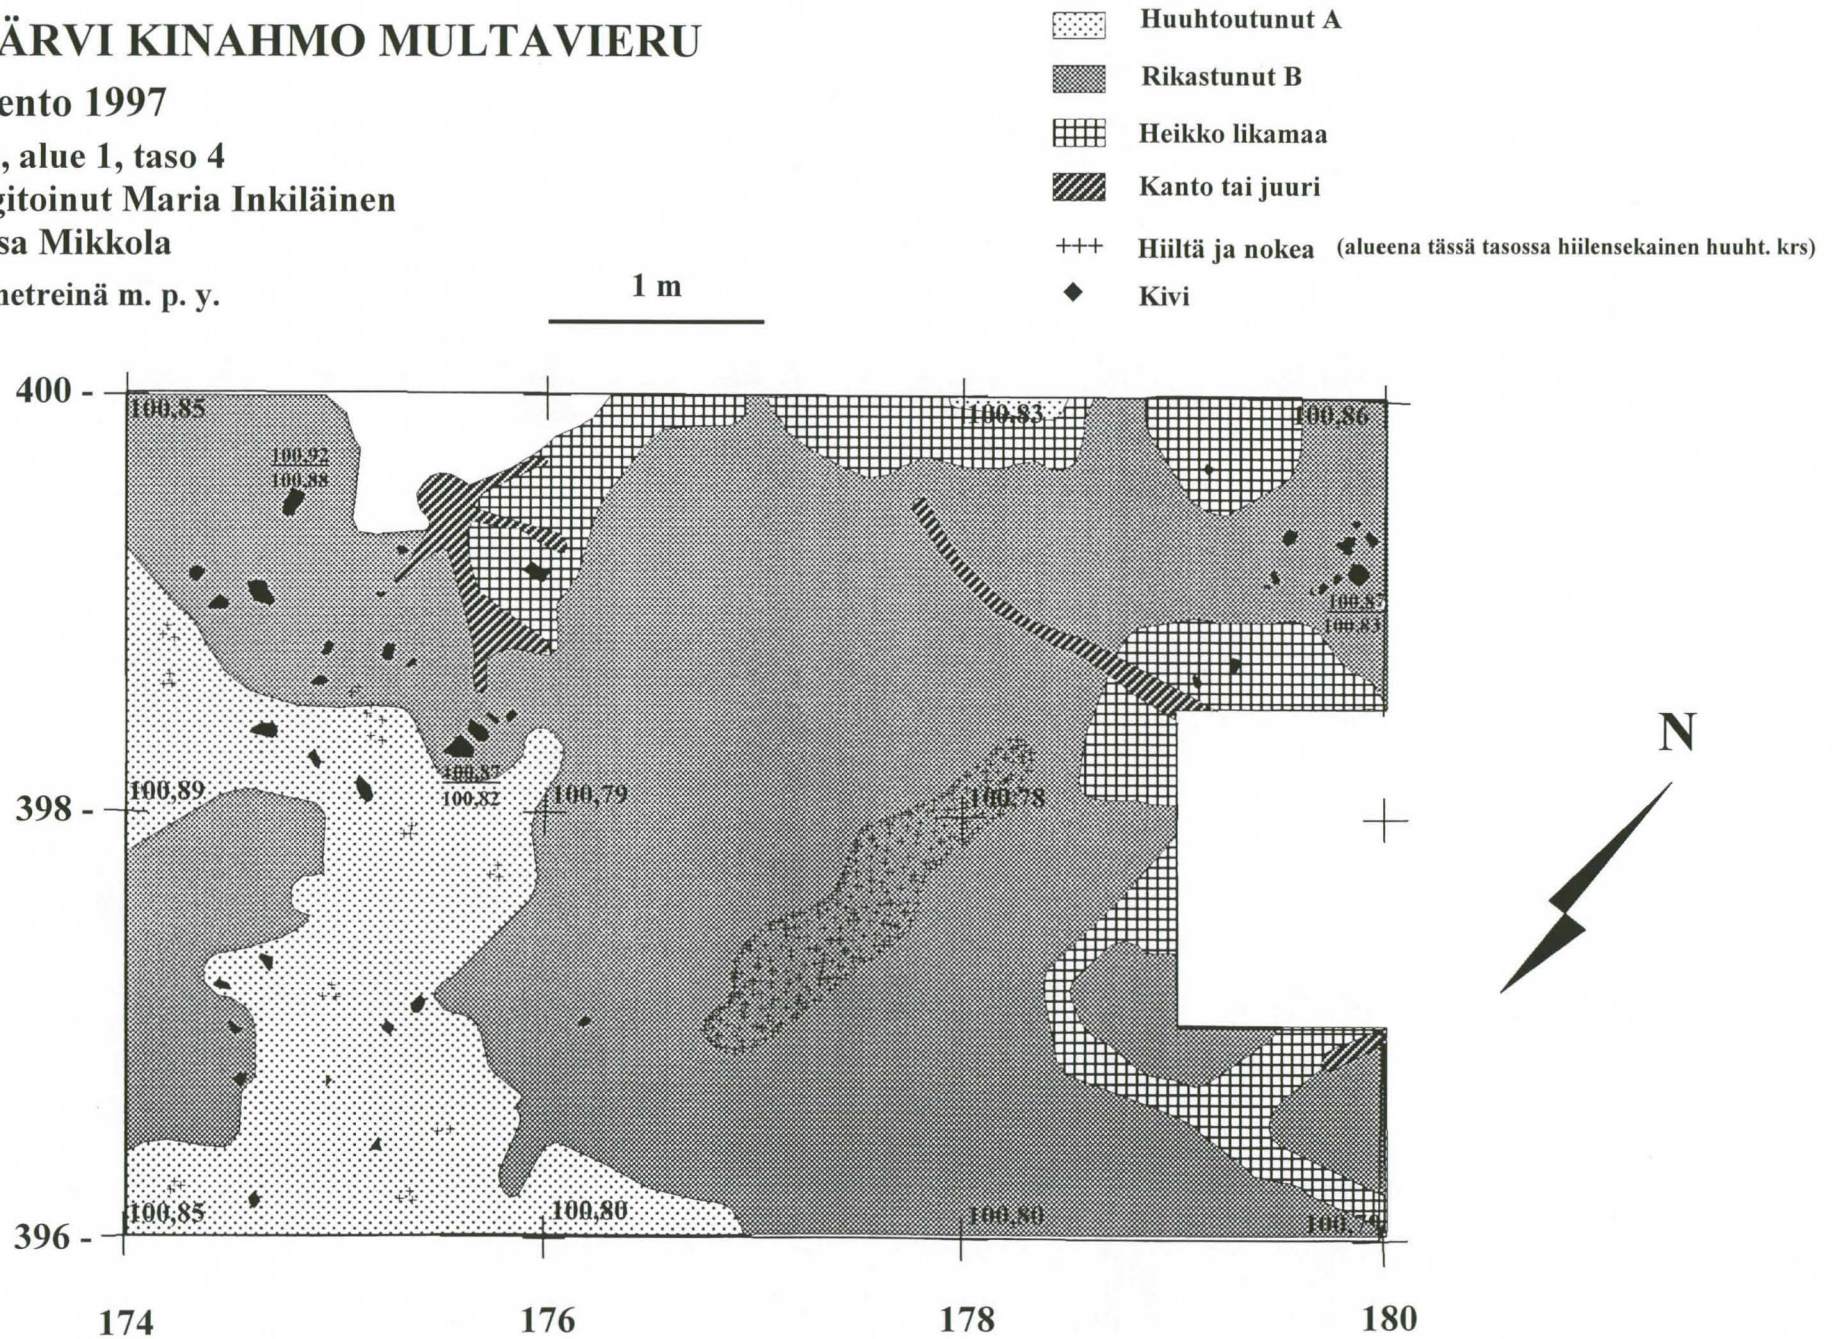 ÄRVI KINAHMO MULTAVIERU
ento 1997
, alue 1, taso 4
gitoinut Maria Inkiläinen
sa Mikkola
netreinä m. p. y.
Huuhtoutunut A
Rikastunut B
Heikko likamaa
Kanto tai juuri
+++ Hiiltä ja nokea (alueena tässä tasossa hiilensekainen huuht. krs)
Kivi
1 m
N
400 -
100,85
100,83
100,86
100,92
100,88
100,87
100,83
398 -
100,89
100,87
100,82
100,79
100,78
396 -
100,85
100,80
100,80
100,79
174 176 178 180